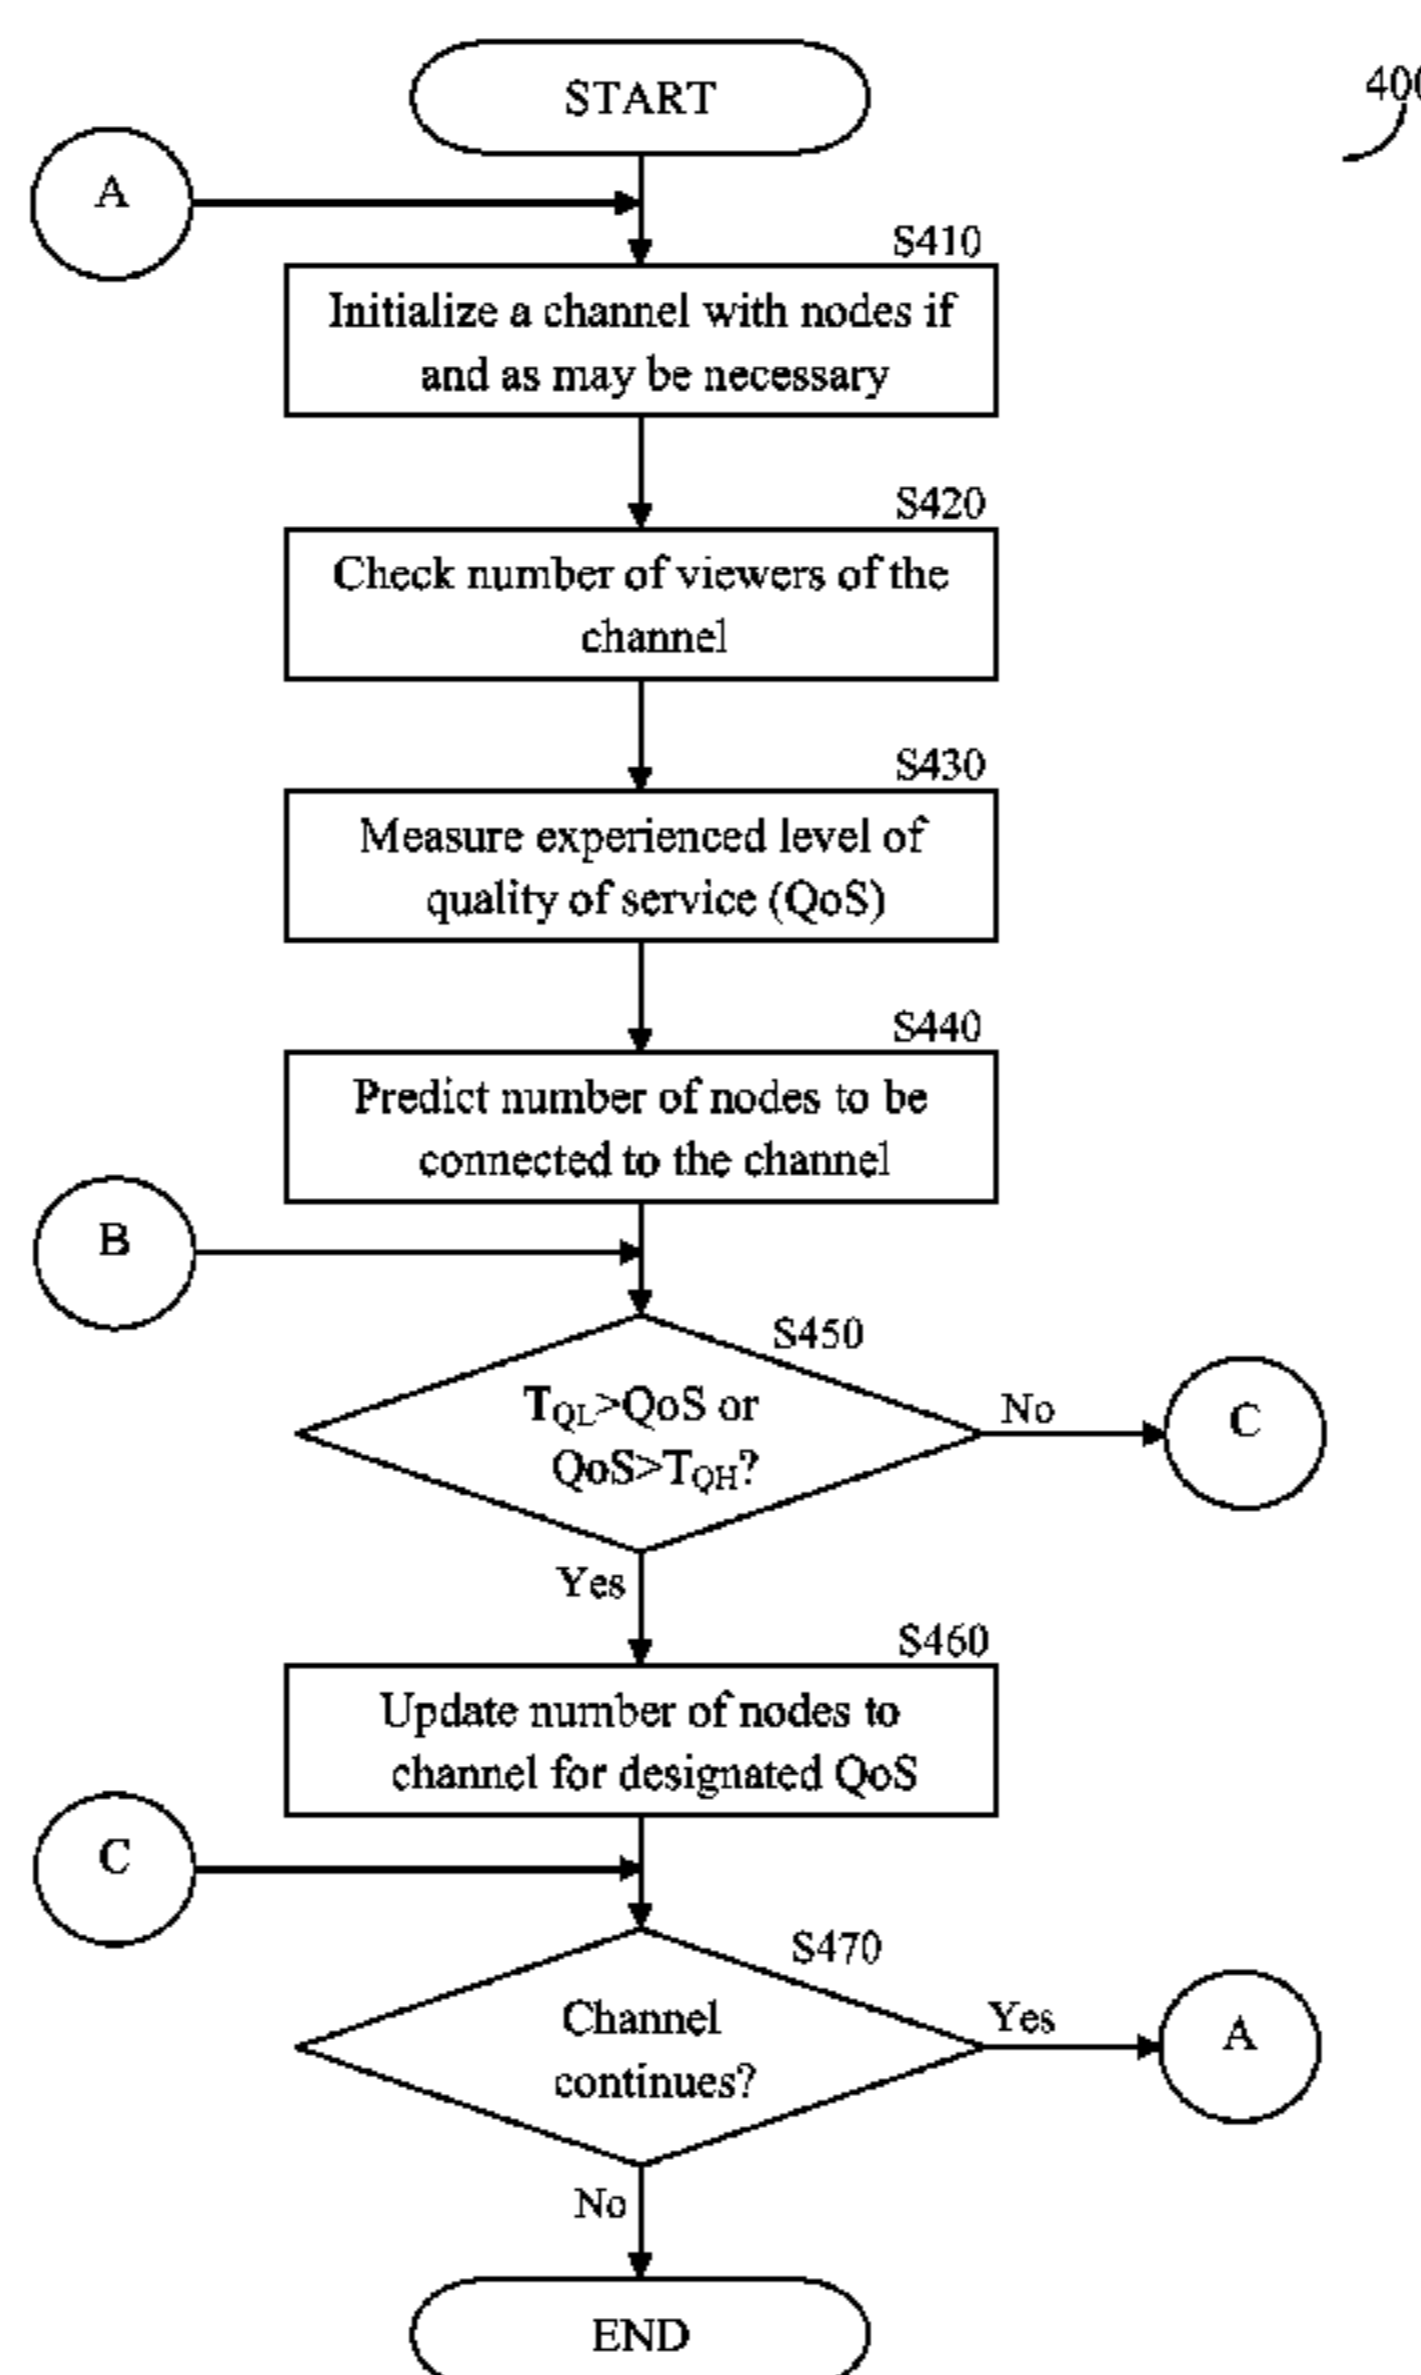 START
400
A
S410
Initialize a channel with nodes if
and as may be necessary
S420
Check number of viewers of the
channel
S430
Measure experienced level of
quality of service (QoS)
S440
Predict number of nodes to be
connected to the channel
B
S450
TQL>QoS or
QoS>TQH?
No
C
Yes
S460
Update number of nodes to
channel for designated QoS
C
S470
Channel
continues?
Yes
A
No
END